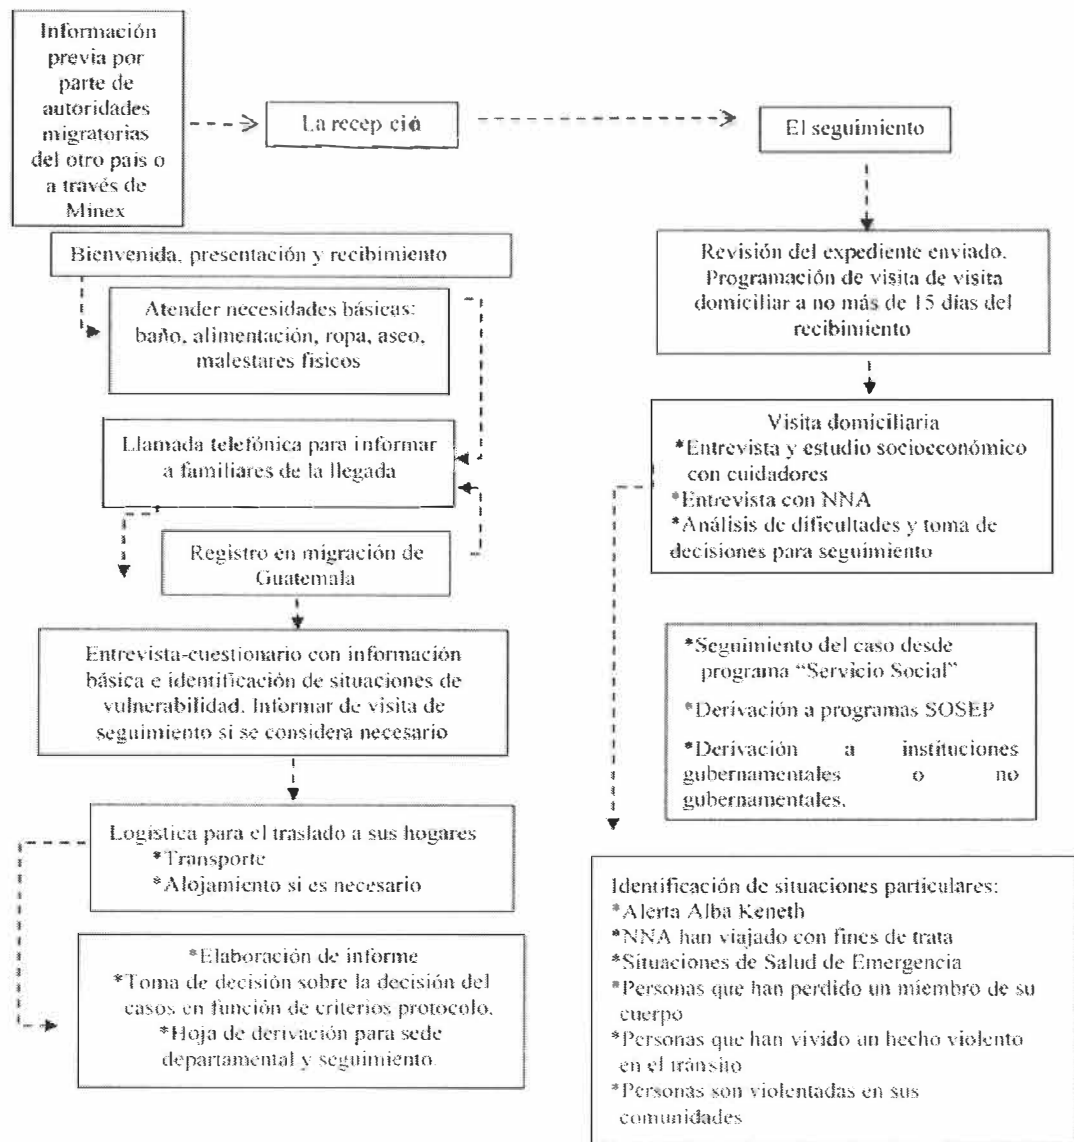 Información
previa por
parte de
autoridades
migratorias
del otro pais o
a través de
Minex
La recep ció
El seguimiento
Bienvenida, presentación y recibimiento
Atender necesidades básicas:
baño, alimentación, ropa, aseo,
malestares fisicos
Llamada telefónica para informar
a familiares de la llegada
Registro en migración de
Guatemala
Entrevista-cuestionario con información
básica e identificación de situaciones de
vulnerabilidad. Informar de visita de
seguimiento si se considera necesario
Logística para el traslado a sus hogares
*Transporte
*Alojamiento si es necesario
*Elaboración de informe
*Toma de decisión sobre la decisión del
casos en función de criterios protocolo.
*Hoja de derivación para sede
departamental y seguimiento.
Revisión del expediente enviado.
Programación de visita de visita
domiciliar a no más de 15 días del
recibimiento
Visita domiciliaria
*Entrevista y estudio socioeconómico
con cuidadores
*Entrevista con NNA
*Análisis de dificultades y toma de
decisiones para seguimiento
*Seguimiento del caso desde
programa “Servicio Social”
*Derivación a programas SOSEP
*Derivación a instituciones
gubernamentales o no
gubernamentales.
Identificación de situaciones particulares:
*Alerta Alba Keneth
*NNA han viajado con fines de trata
*Situaciones de Salud de Emergencia
*Personas que han perdido un miembro de su
cuerpo
*Personas que han vivido un hecho violento
en el tránsito
*Personas son violentadas en sus
comunidades